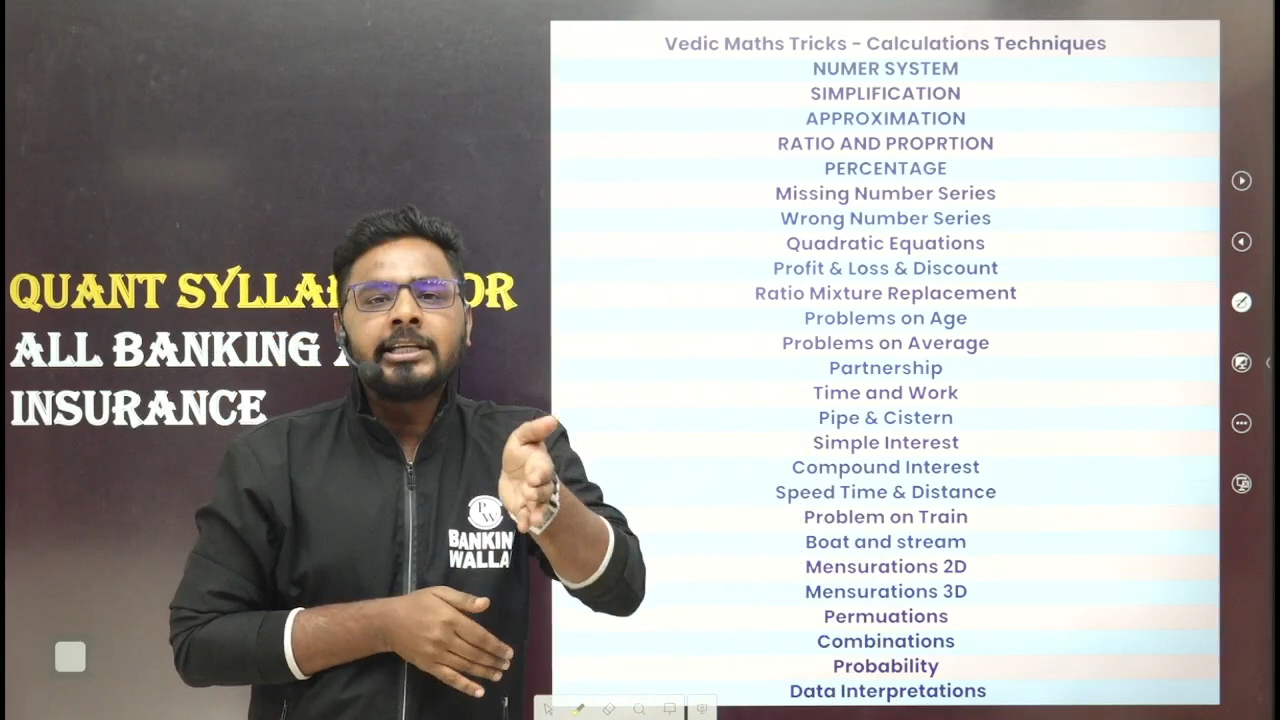 QUANT SYLLA OR
ALL BANKING
INSURANCE
PW
BANKIN
WALLA
Vedic Maths Tricks - Calculations Techniques
NUMER SYSTEM
SIMPLIFICATION
APPROXIMATION
RATIO AND PROPRTION
PERCENTAGE
Missing Number Series
Wrong Number Series
Quadratic Equations
Profit & Loss & Discount
Ratio Mixture Replacement
Problems on Age
Problems on Average
Partnership
Time and Work
Pipe & Cistern
Simple Interest
Compound Interest
Speed Time & Distance
Problem on Train
Boat and stream
Mensurations 2D
Mensurations 3D
Permuations
Combinations
Probability
Data Interpretations